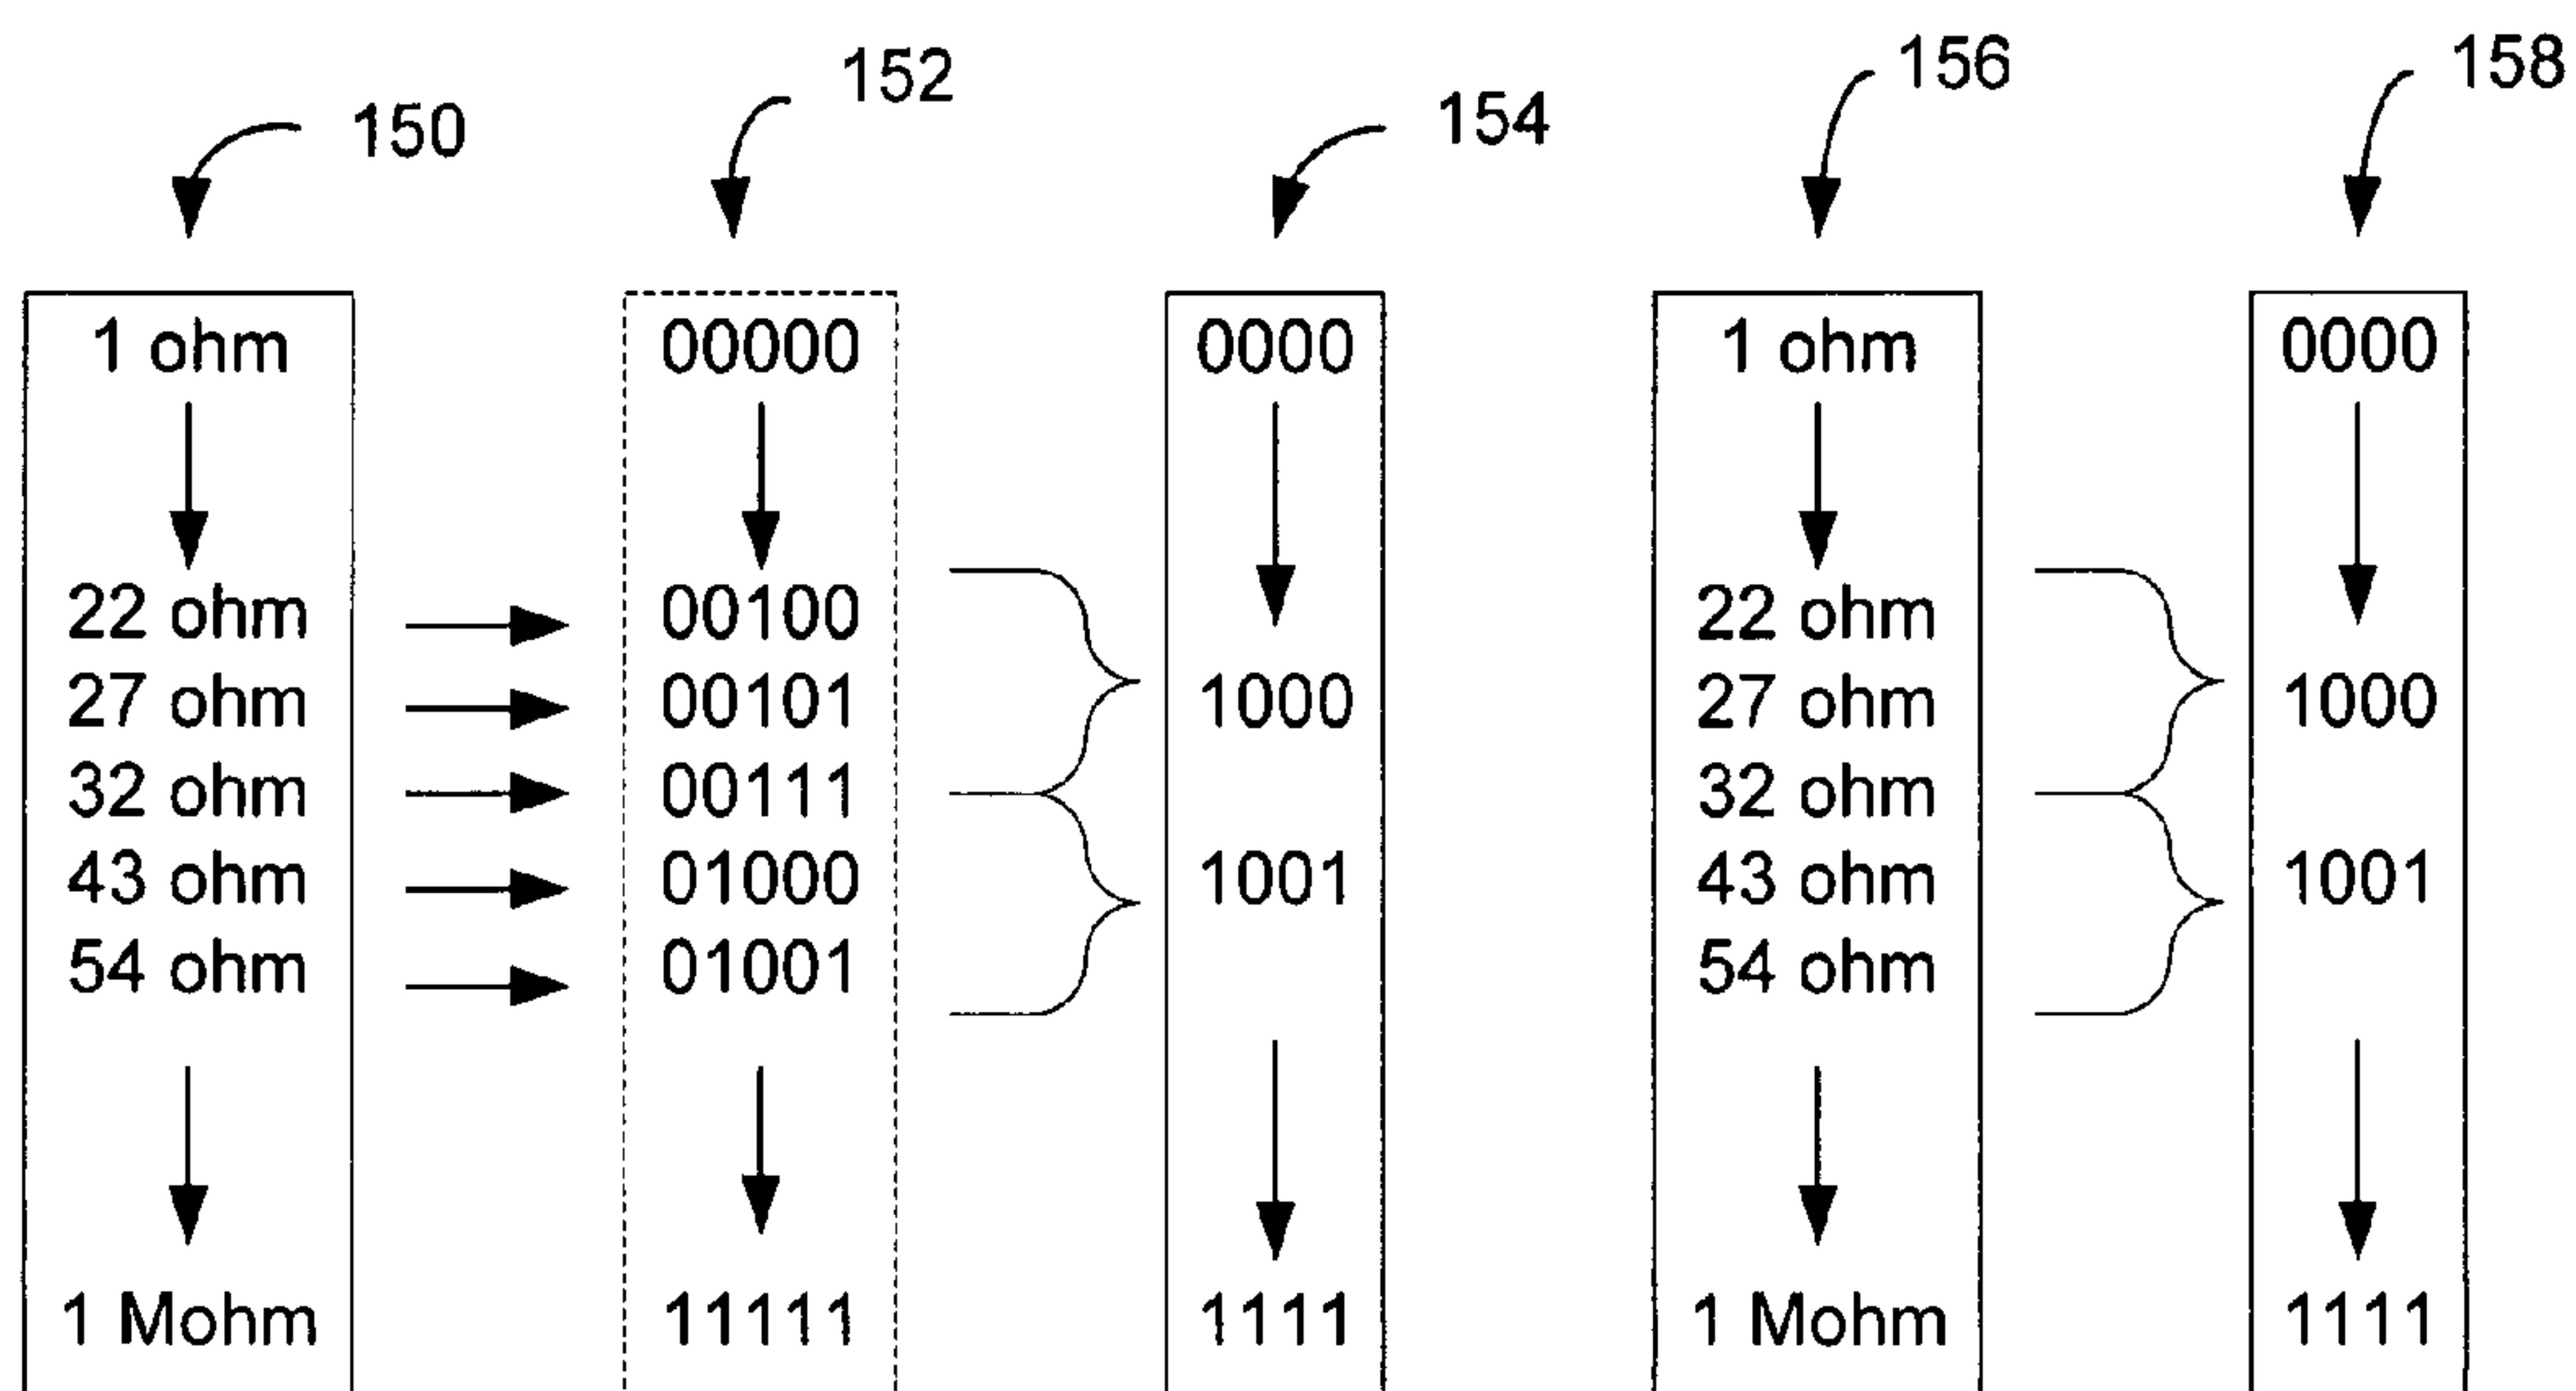 150
152
154
156
158
1 ohm 00000 0000 1 ohm 0000
22 ohm 00100 22 ohm
27 ohm 00101 1000 27 ohm 1000
32 ohm 00111 32 ohm
43 ohm 01000 1001 43 ohm 1001
54 ohm 01001 54 ohm
1 Mohm 11111 1111 1 Mohm 1111